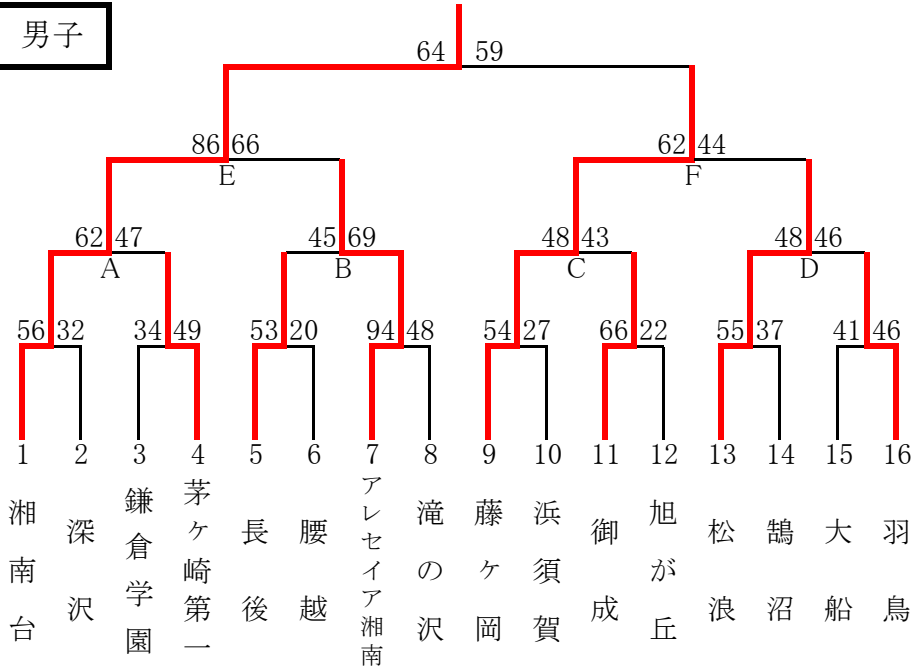 男子
64 59
86 66
E
62 44
F
62 47
A
45 69
B
48 43
C
48 46
D
56 32
34 49
53 20
94 48
54 27
66 22
55 37
41 46
1 2 3 4 5 6 7 8 9 10 11 12 13 14 15 16
湘南台
深沢
鎌倉学園
茅ヶ崎第一
長後
腰越
アレセイア湘南
滝の沢
藤ヶ岡
浜須賀
御成
旭が丘
松浪
鵠沼
大船
羽鳥